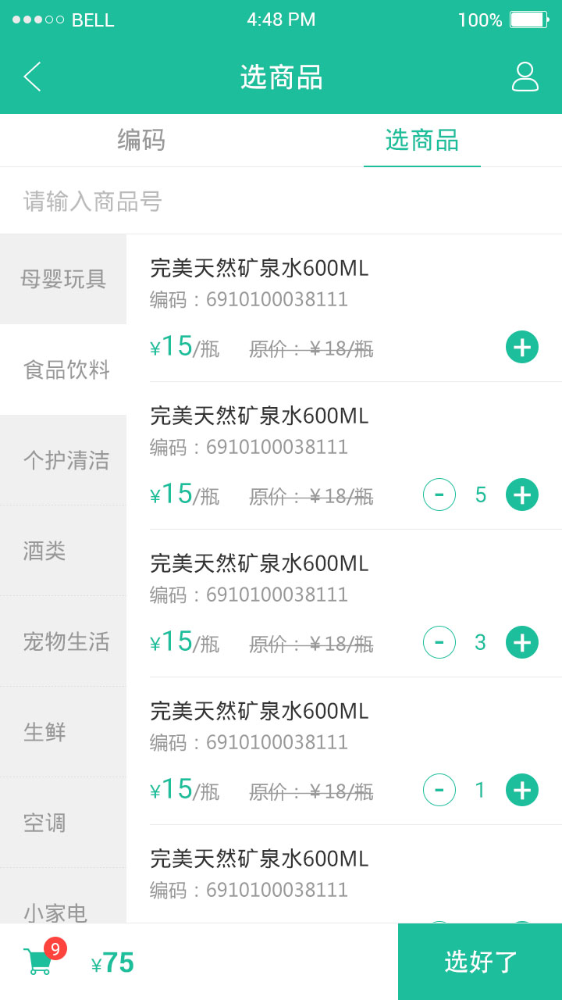 BELL 4:48 PM 100%
选商品
编码 选商品
请输入商品号
母婴玩具
食品饮料
个护清洁
酒类
宠物生活
生鲜
空调
小家电
完美天然矿泉水600ML
编码：6910100038111
¥15/瓶 原价：¥18/瓶 +
完美天然矿泉水600ML
编码：6910100038111
¥15/瓶 原价：¥18/瓶 - 5 +
完美天然矿泉水600ML
编码：6910100038111
¥15/瓶 原价：¥18/瓶 - 3 +
完美天然矿泉水600ML
编码：6910100038111
¥15/瓶 原价：¥18/瓶 - 1 +
完美天然矿泉水600ML
编码：6910100038111
9 ¥75 选好了